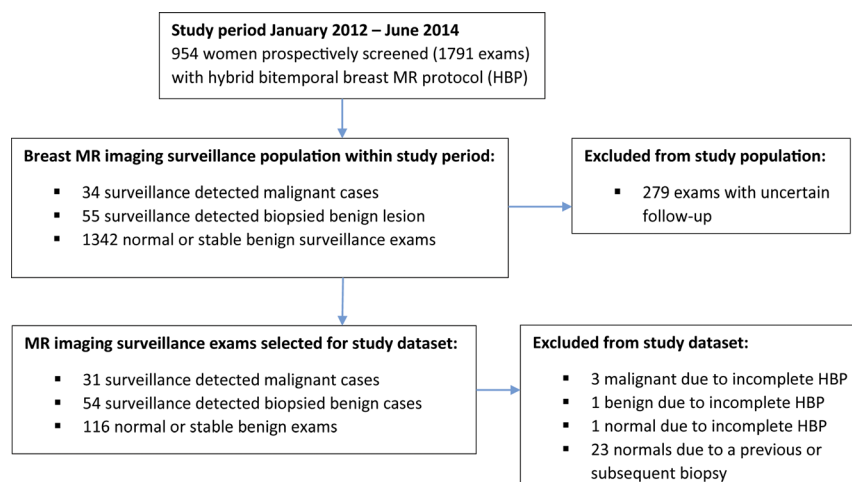 Study period January 2012 – June 2014
954 women prospectively screened (1791 exams)
with hybrid bitemporal breast MR protocol (HBP)
Breast MR imaging surveillance population within study period:
▪ 34 surveillance detected malignant cases
▪ 55 surveillance detected biopsied benign lesion
▪ 1342 normal or stable benign surveillance exams
Excluded from study population:
▪ 279 exams with uncertain
follow-up
MR imaging surveillance exams selected for study dataset:
▪ 31 surveillance detected malignant cases
▪ 54 surveillance detected biopsied benign cases
▪ 116 normal or stable benign exams
Excluded from study dataset:
▪ 3 malignant due to incomplete HBP
▪ 1 benign due to incomplete HBP
▪ 1 normal due to incomplete HBP
▪ 23 normals due to a previous or
subsequent biopsy